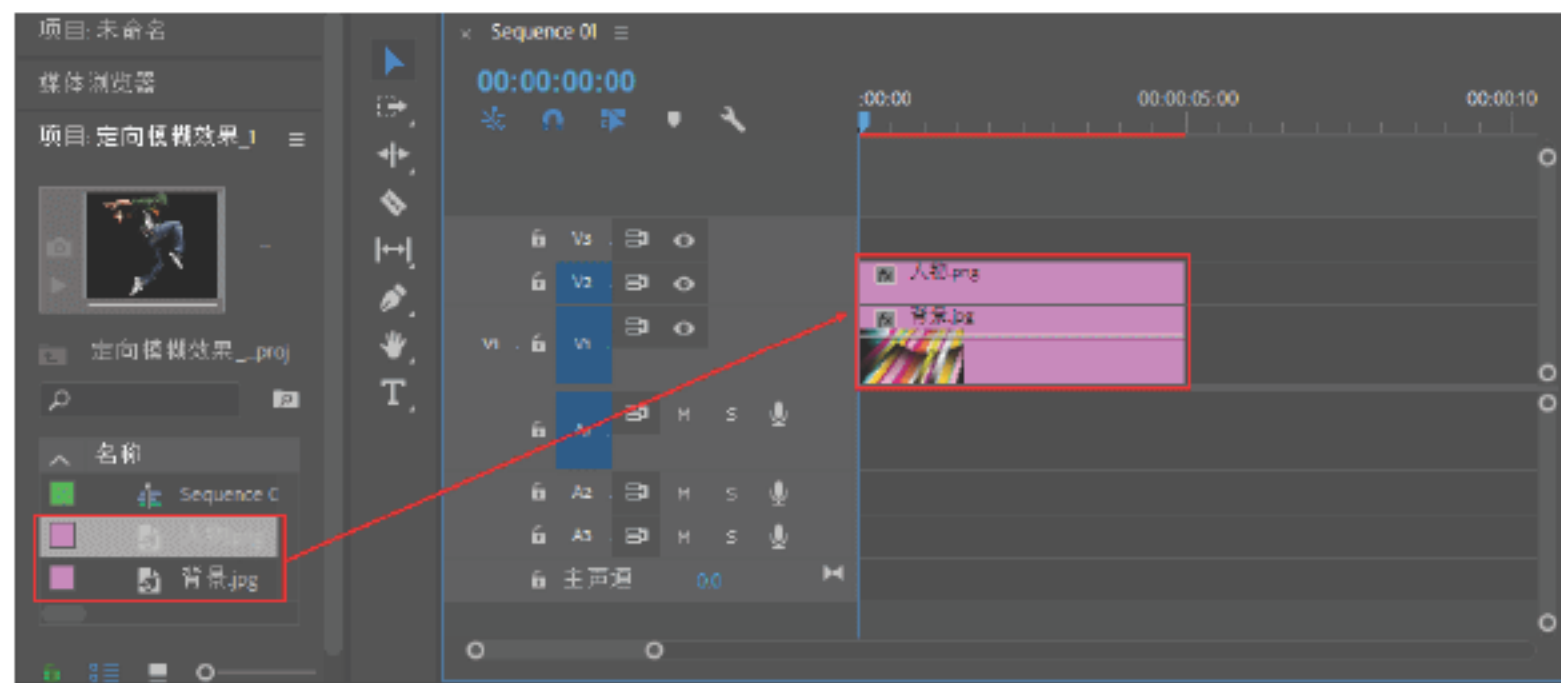 项目: 未命名
媒体浏览器
项目: 定向模糊效果_1
定向模糊效果_...proj
名称
Sequence C
背景.jpg
× Sequence 01
00:00:00:00
:00:00 00:00:05:00 00:00:10
V3
V2
V1 V1
A1 M S
A2 M S
A3 M S
主声道 0.0
fx 人物.png
fx 背景.jpg
T